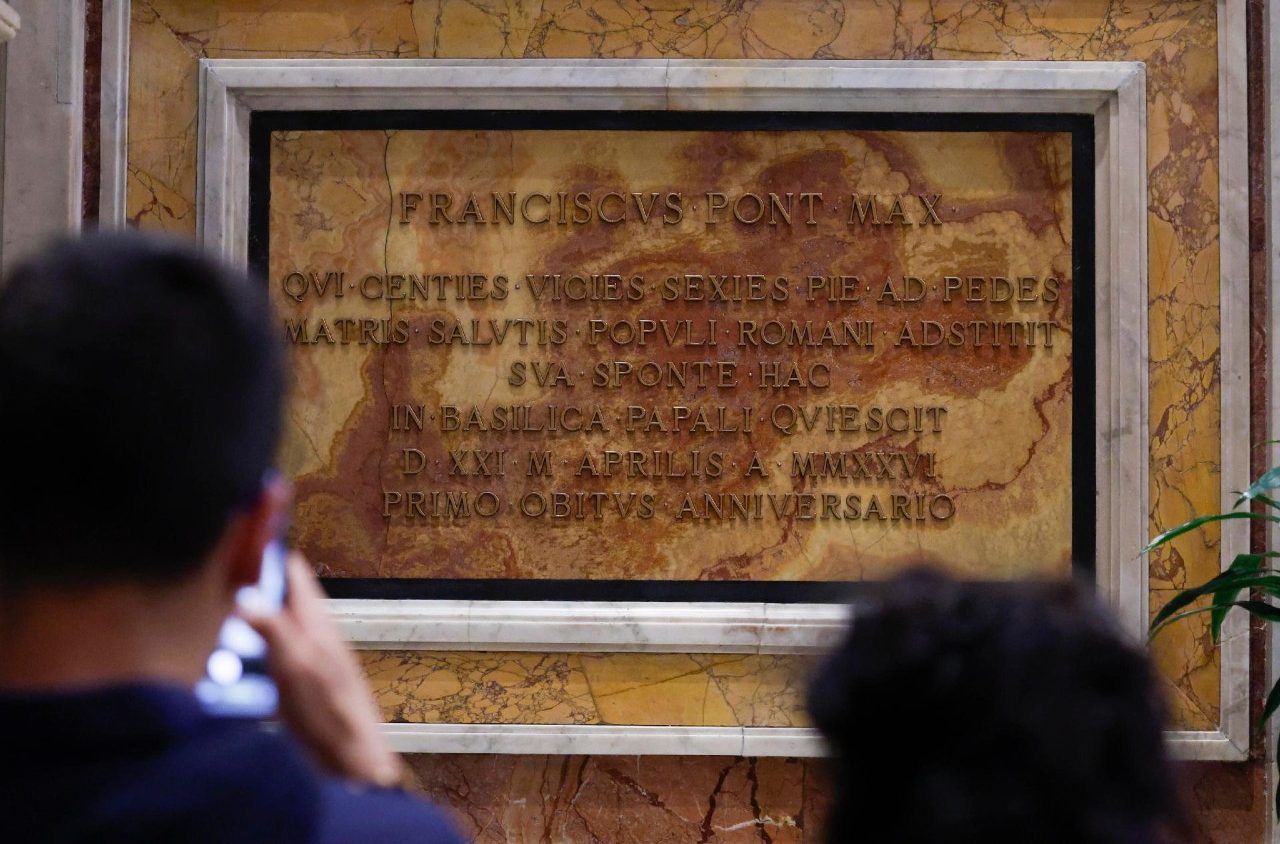 FRANCISCVS · PONT · MAX ·
QVI · CENTIES · VICIES · SEXIES · PIE · AD · PEDES
MATRIS · SALVTIS · POPVLI · ROMANI · ADSTITIT
SVA · SPONTE · HAC
IN · BASILICA · PAPALI · QVIESCIT
D · XXI · M · APRILIS · A · MMXXVI
PRIMO · OBITVS · ANNIVERSARIO